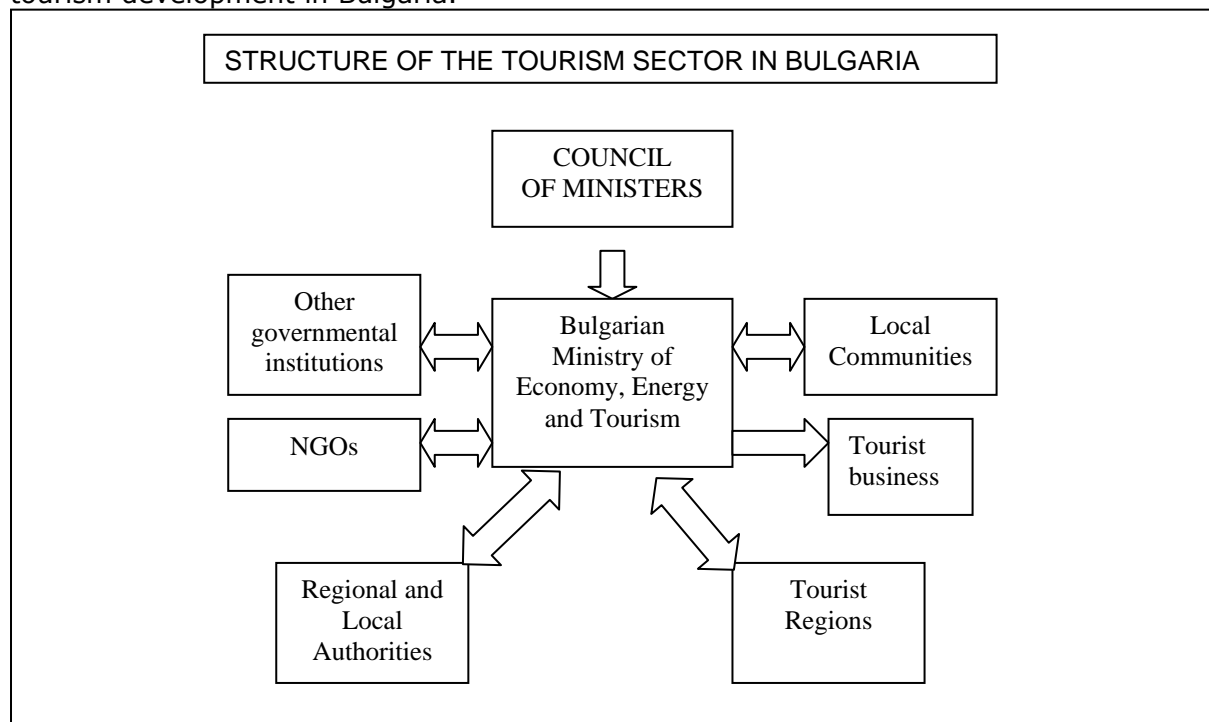 tourism development in Bulgaria.
STRUCTURE OF THE TOURISM SECTOR IN BULGARIA
COUNCIL
OF MINISTERS
Other
governmental
institutions
Bulgarian
Ministry of
Economy, Energy
and Tourism
Local
Communities
NGOs
Tourist
business
Regional and
Local
Authorities
Tourist
Regions